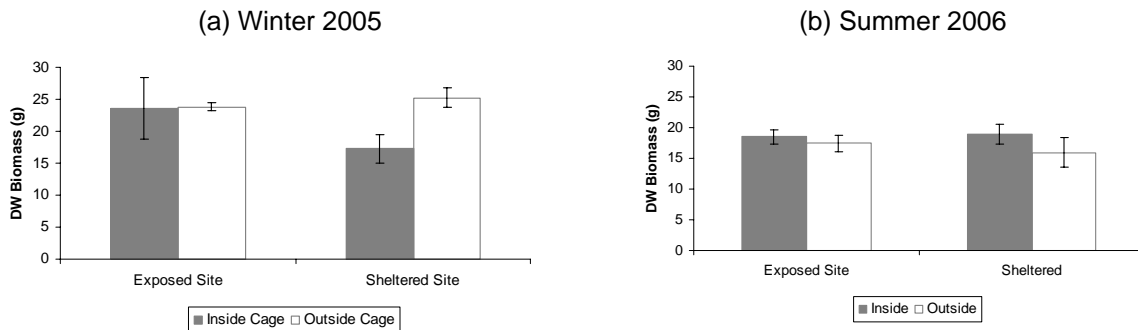 (a) Winter 2005
DW Biomass (g)
30
25
20
15
10
5
0
Exposed Site Sheltered Site
Inside Cage Outside Cage
(b) Summer 2006
DW Biomass (g)
30
25
20
15
10
5
0
Exposed Site Sheltered
Inside Outside